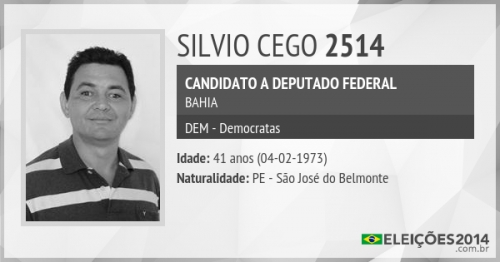 SILVIO CEGO 2514
CANDIDATO A DEPUTADO FEDERAL
BAHIA
DEM - Democratas
Idade: 41 anos (04-02-1973)
Naturalidade: PE - São José do Belmonte
ELEIÇÕES2014
.com.br